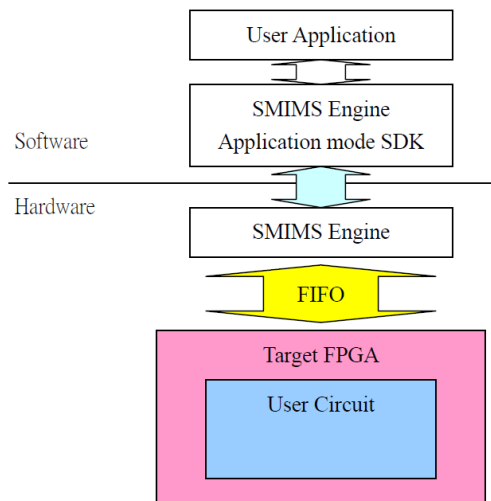 User Application
SMIMS Engine
Application mode SDK
Software
Hardware
SMIMS Engine
FIFO
Target FPGA
User Circuit